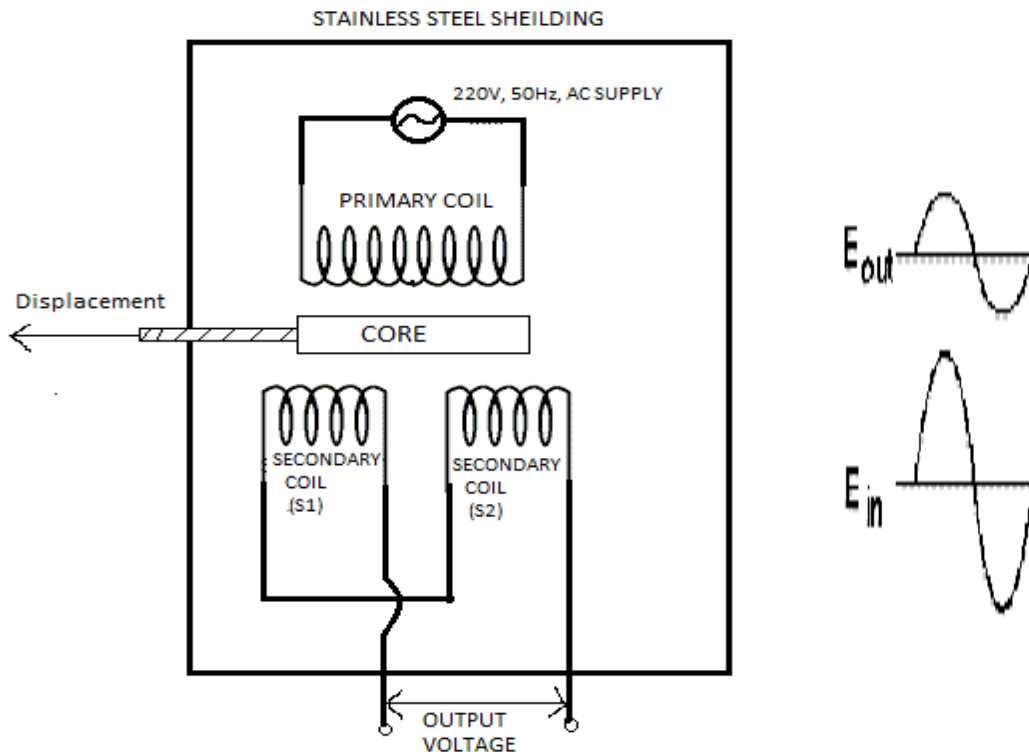 STAINLESS STEEL SHEILDING
220V, 50Hz, AC SUPPLY
PRIMARY COIL
Displacement
CORE
SECONDARY
COIL
.(S1)
SECONDARY
COIL
(S2)
OUTPUT
VOLTAGE
Eout
Ein